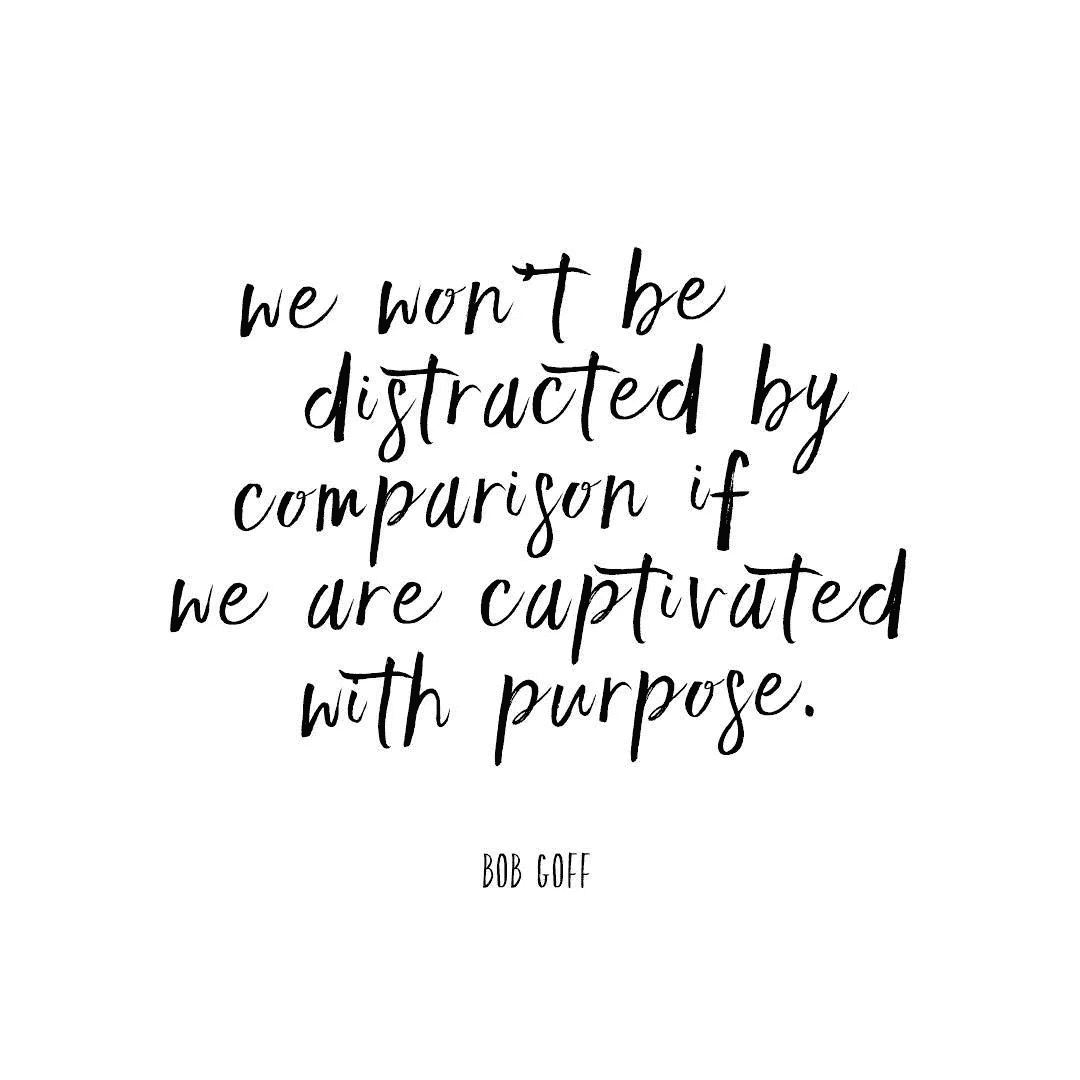 we won't be
distracted by
comparison if
we are captivated
with purpose.
BOB GOFF